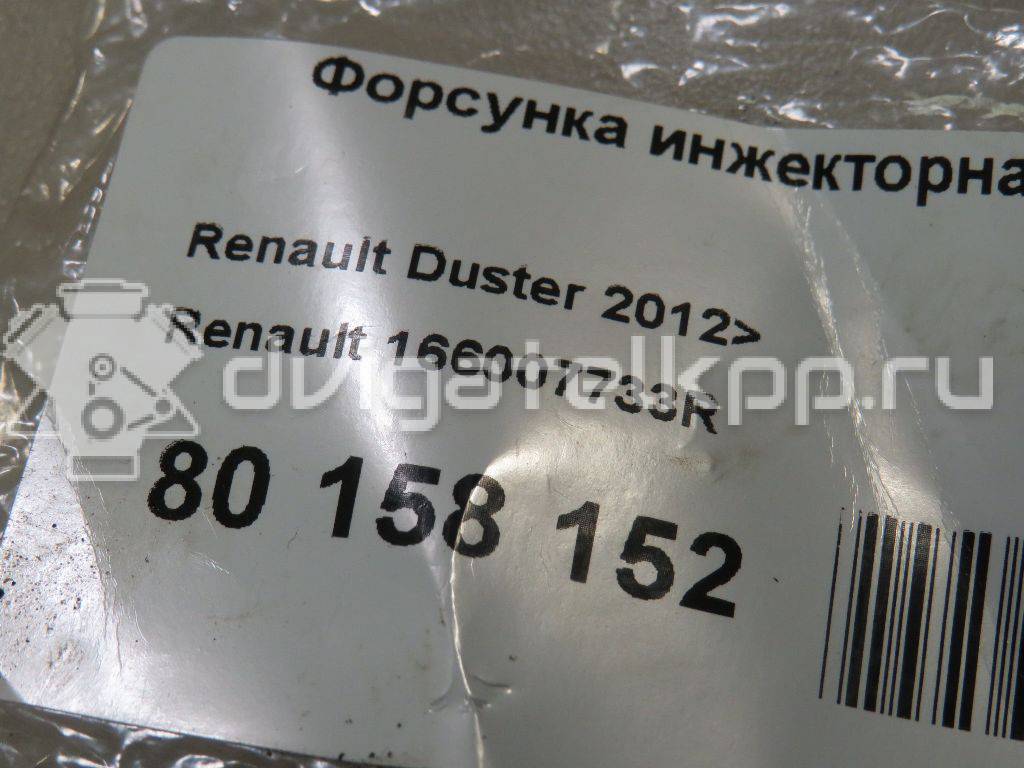 Форсунка инжекторна
Renault Duster 2012>
Renault 166007733R
80 158 152
dvigatelkpp.ru